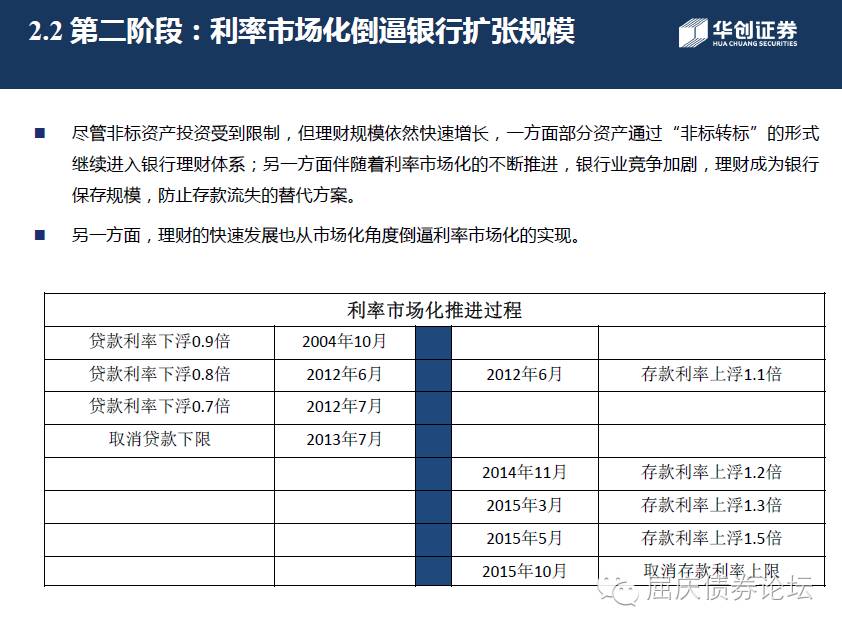 2.2 第二阶段：利率市场化倒逼银行扩张规模
华创证券
HUA CHUANG SECURITIES
尽管非标资产投资受到限制，但理财规模依然快速增长，一方面部分资产通过“非标转标”的形式
继续进入银行理财体系；另一方面伴随着利率市场化的不断推进，银行业竞争加剧，理财成为银行
保存规模，防止存款流失的替代方案。
另一方面，理财的快速发展也从市场化角度倒逼利率市场化的实现。
利率市场化推进过程
贷款利率下浮0.9倍 2004年10月
贷款利率下浮0.8倍 2012年6月 2012年6月 存款利率上浮1.1倍
贷款利率下浮0.7倍 2012年7月
取消贷款下限 2013年7月
2014年11月 存款利率上浮1.2倍
2015年3月 存款利率上浮1.3倍
2015年5月 存款利率上浮1.5倍
2015年10月 取消存款利率上限
屈庆债券论坛